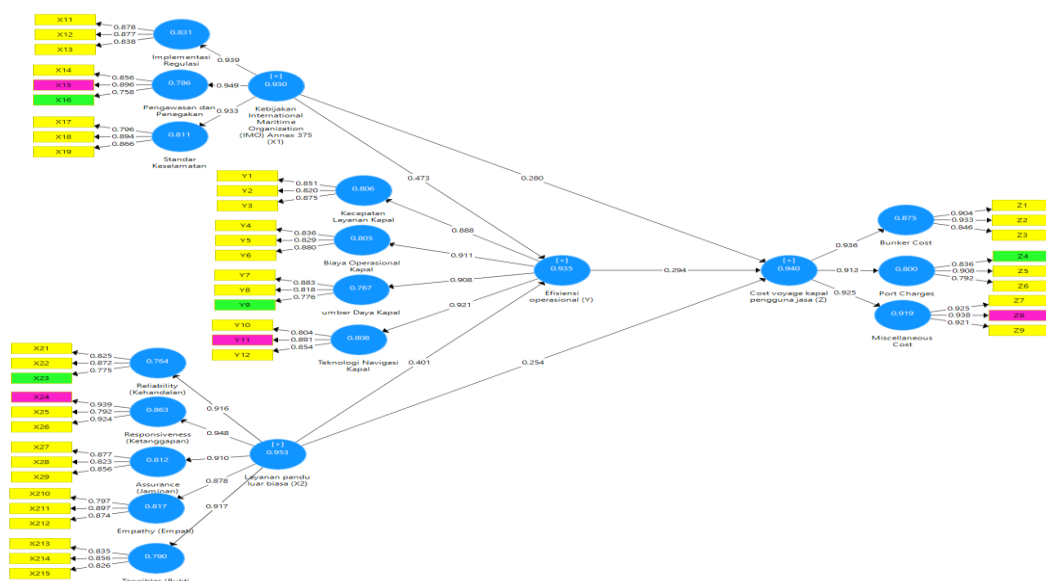 X11
X12
X13
0.878
0.877
0.838
0.831
Implementasi
Regulasi
X14
X15
X16
0.856
0.896
0.758
0.786
Pengawasan dan
Penegakan
X17
X18
X19
0.796
0.894
0.866
0.811
Standar
Keselamatan
0.939
0.949
0.933
[+]
0.930
Kebijakan
International
Maritime
Organization
(IMO) Annex 375
(X1)
0.473
0.280
Y1
Y2
Y3
0.851
0.820
0.875
0.806
Kecepatan
Layanan Kapal
Y4
Y5
Y6
0.836
0.829
0.880
0.805
Biaya Operasional
Kapal
Y7
Y8
Y9
0.883
0.818
0.776
0.767
umber Daya Kapal
Y10
Y11
Y12
0.804
0.891
0.854
0.808
Teknologi Navigasi
Kapal
0.888
0.911
0.908
0.921
[+]
0.935
Efisiensi
operasional (Y)
0.294
[+]
0.940
Cost voyage kapal
pengguna jasa (Z)
0.936
0.912
0.925
0.875
Bunker Cost
0.904
0.933
0.846
Z1
Z2
Z3
0.800
Port Charges
0.836
0.908
0.792
Z4
Z5
Z6
0.919
Miscellaneous
Cost
0.925
0.938
0.921
Z7
Z8
Z9
0.401
0.254
X21
X22
X23
0.825
0.872
0.775
0.764
Reliability
(Kehandalan)
X24
X25
X26
0.939
0.792
0.924
0.863
Responsiveness
(Ketanggapan)
X27
X28
X29
0.877
0.823
0.856
0.812
Assurance
(Jaminan)
X210
X211
X212
0.797
0.897
0.874
0.817
Empathy (Empati)
X213
X214
X215
0.835
0.856
0.826
0.790
0.916
0.948
0.910
0.878
0.917
[+]
0.953
Layanan pandu
luar biasa (X2)